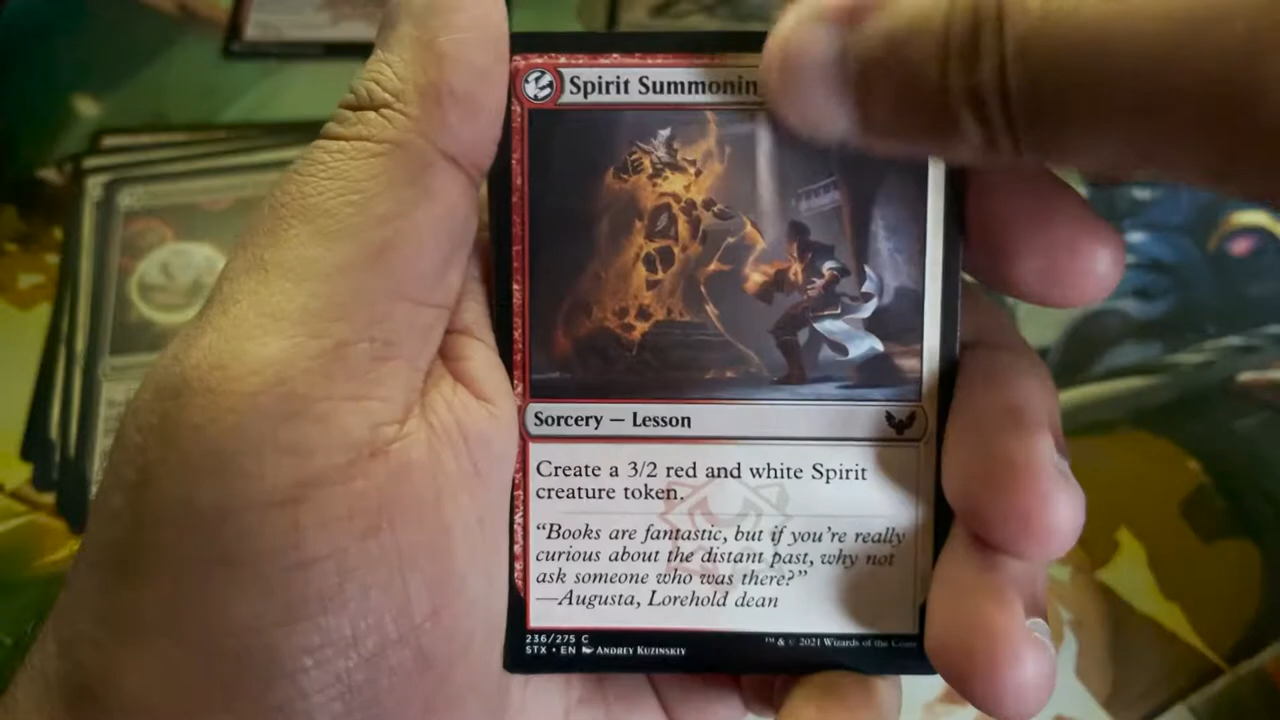 Spirit Summonin
Sorcery — Lesson
Create a 3/2 red and white Spirit
creature token.
“Books are fantastic, but if you’re really
curious about the distant past, why not
ask someone who was there?”
—Augusta, Lorehold dean
236/275 C
STX • EN Andrey Kuzinskiy
™ & © 2021 Wizards of the Coast